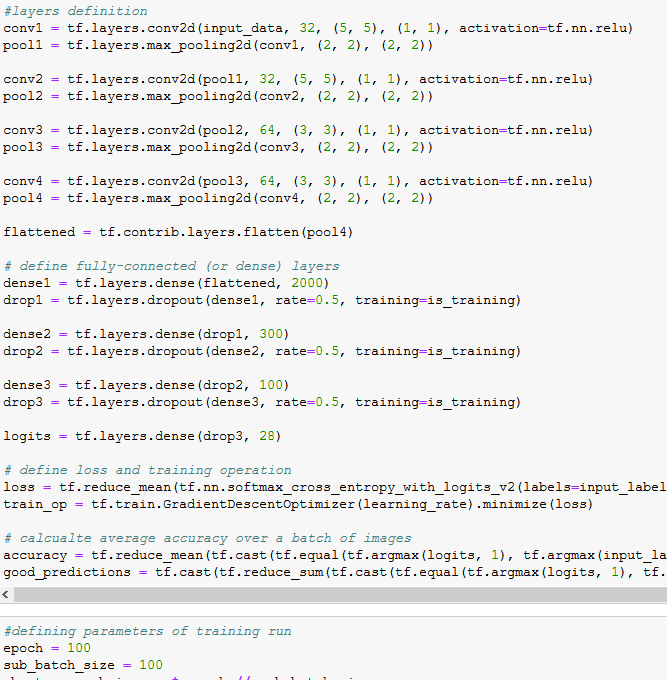 #layers definition
conv1 = tf.layers.conv2d(input_data, 32, (5, 5), (1, 1), activation=tf.nn.relu)
pool1 = tf.layers.max_pooling2d(conv1, (2, 2), (2, 2))
conv2 = tf.layers.conv2d(pool1, 32, (5, 5), (1, 1), activation=tf.nn.relu)
pool2 = tf.layers.max_pooling2d(conv2, (2, 2), (2, 2))
conv3 = tf.layers.conv2d(pool2, 64, (3, 3), (1, 1), activation=tf.nn.relu)
pool3 = tf.layers.max_pooling2d(conv3, (2, 2), (2, 2))
conv4 = tf.layers.conv2d(pool3, 64, (3, 3), (1, 1), activation=tf.nn.relu)
pool4 = tf.layers.max_pooling2d(conv4, (2, 2), (2, 2))
flattened = tf.contrib.layers.flatten(pool4)
# define fully-connected (or dense) layers
dense1 = tf.layers.dense(flattened, 2000)
drop1 = tf.layers.dropout(dense1, rate=0.5, training=is_training)
dense2 = tf.layers.dense(drop1, 300)
drop2 = tf.layers.dropout(dense2, rate=0.5, training=is_training)
dense3 = tf.layers.dense(drop2, 100)
drop3 = tf.layers.dropout(dense3, rate=0.5, training=is_training)
logits = tf.layers.dense(drop3, 28)
# define loss and training operation
loss = tf.reduce_mean(tf.nn.softmax_cross_entropy_with_logits_v2(labels=input_label
train_op = tf.train.GradientDescentOptimizer(learning_rate).minimize(loss)
# calcualte average accuracy over a batch of images
accuracy = tf.reduce_mean(tf.cast(tf.equal(tf.argmax(logits, 1), tf.argmax(input_la
good_predictions = tf.cast(tf.reduce_sum(tf.cast(tf.equal(tf.argmax(logits, 1), tf.
#defining parameters of training run
epoch = 100
sub_batch_size = 100